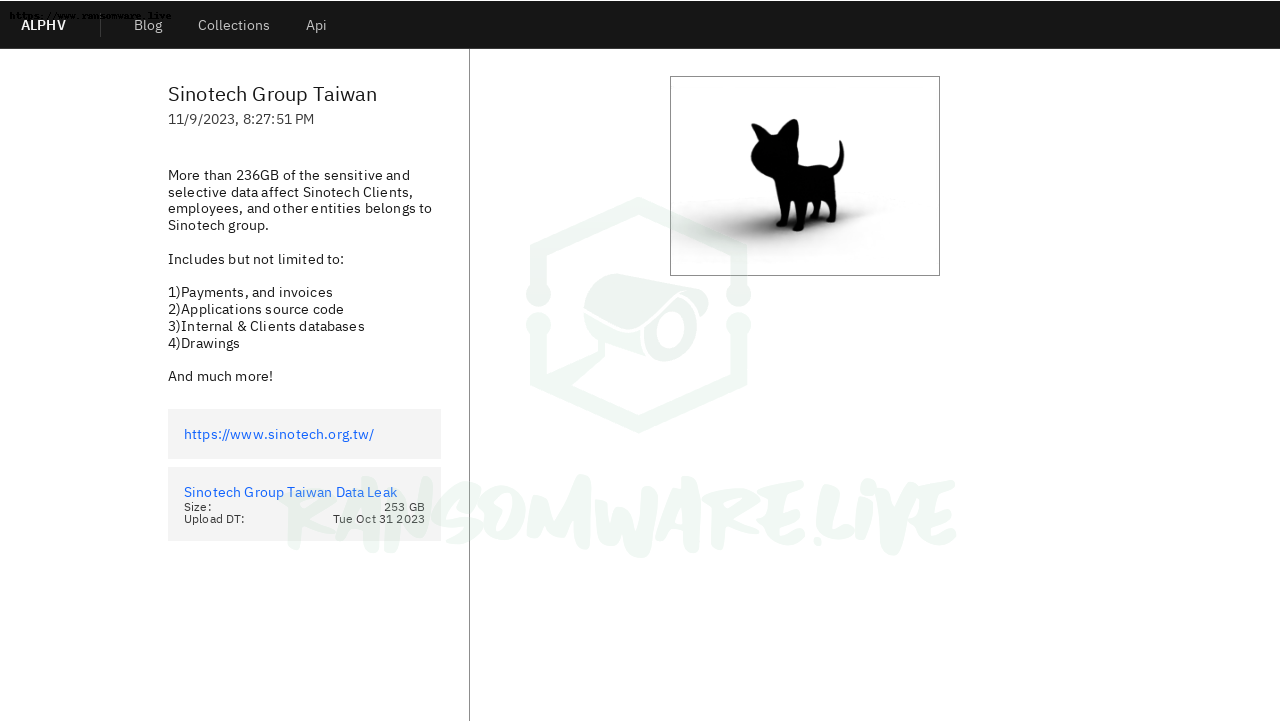 https://www.ransomware.live
ALPHV
Blog
Collections
Api
Sinotech Group Taiwan
11/9/2023, 8:27:51 PM
More than 236GB of the sensitive and
selective data affect Sinotech Clients,
employees, and other entities belongs to
Sinotech group.
Includes but not limited to:
1)Payments, and invoices
2)Applications source code
3)Internal & Clients databases
4)Drawings
And much more!
https://www.sinotech.org.tw/
Sinotech Group Taiwan Data Leak
Size: 253 GB
Upload DT: Tue Oct 31 2023
RANSOMWARE.LIVE